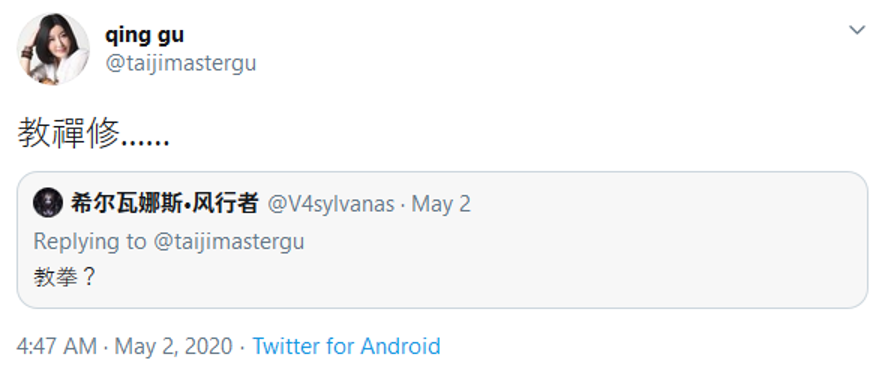 qing gu
@taijimastergu
教禪修......
希尔瓦娜斯•风行者 @V4sylvanas · May 2
Replying to @taijimastergu
教拳？
4:47 AM · May 2, 2020 · Twitter for Android